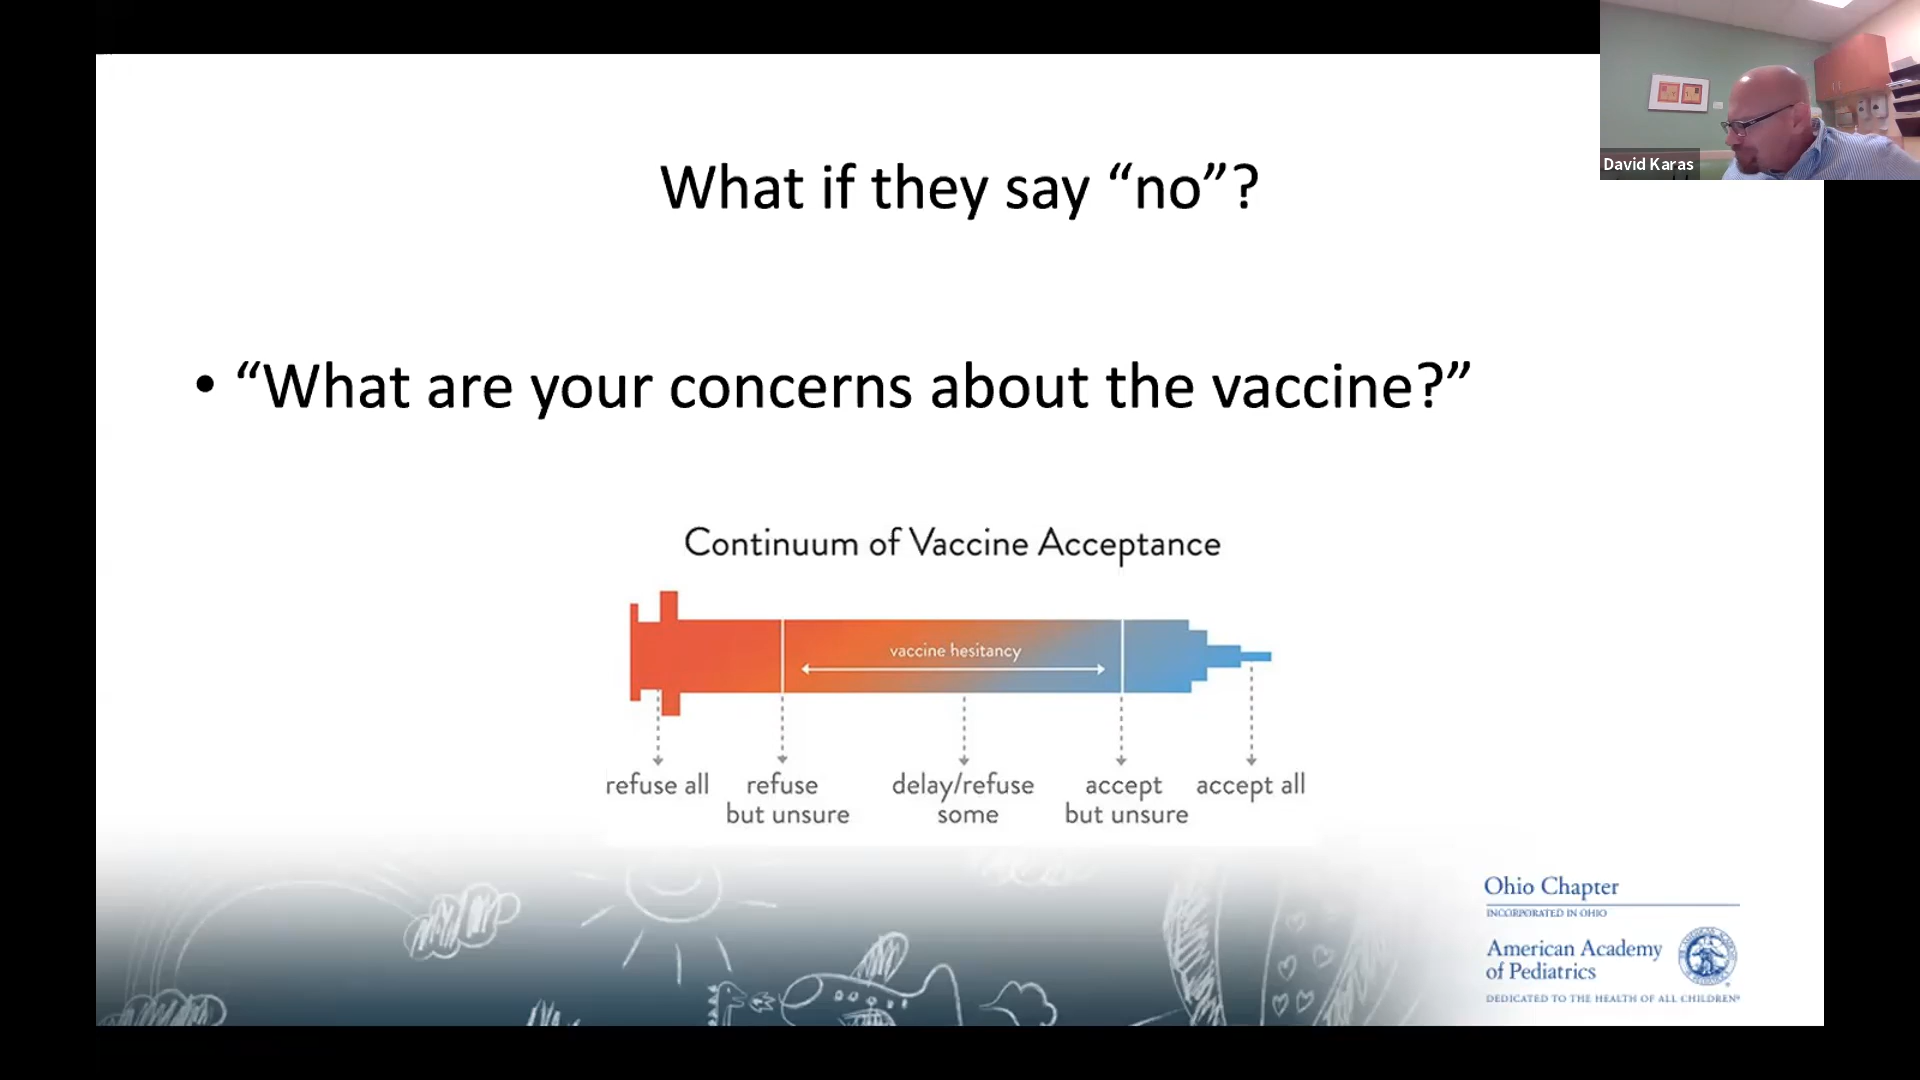 David Karas
What if they say “no”?
• “What are your concerns about the vaccine?”
Continuum of Vaccine Acceptance
vaccine hesitancy
refuse all
refuse
but unsure
delay/refuse
some
accept
but unsure
accept all
Ohio Chapter
INCORPORATED IN OHIO
American Academy
of Pediatrics
DEDICATED TO THE HEALTH OF ALL CHILDREN®